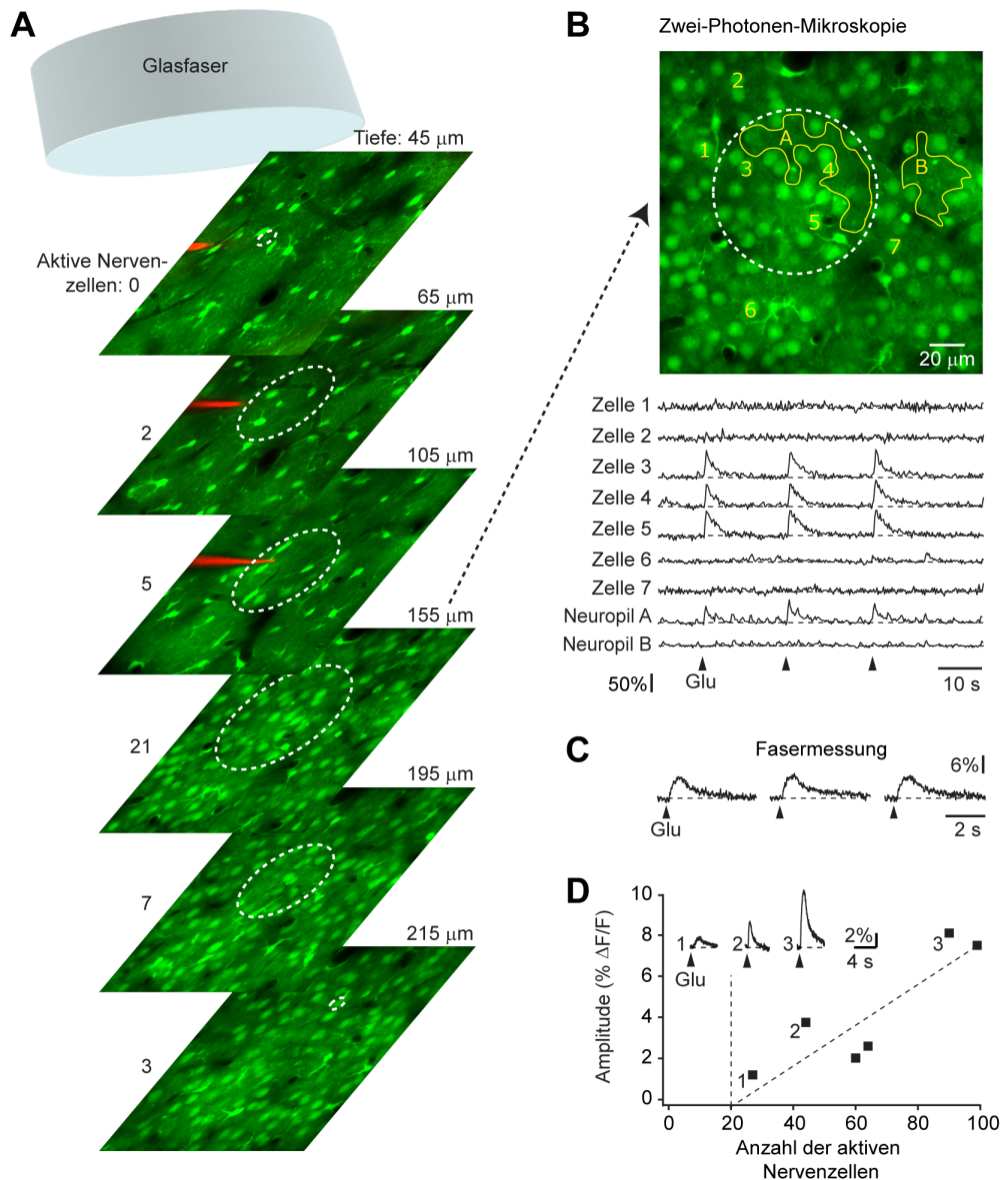 A
Glasfaser
Tiefe: 45 μm
Aktive Nerven-
zellen: 0
65 μm
2
105 μm
5
155 μm
21
195 μm
7
215 μm
3
B
Zwei-Photonen-Mikroskopie
2
1
A
3
4
B
5
7
6
20 μm
Zelle 1
Zelle 2
Zelle 3
Zelle 4
Zelle 5
Zelle 6
Zelle 7
Neuropil A
Neuropil B
50%
Glu
10 s
C
Fasermessung
6%
Glu
2 s
D
Amplitude (% ΔF/F)
10
8
6
4
2
0
1
2
3
Glu
2%
4 s
3
2
1
0 20 40 60 80 100
Anzahl der aktiven
Nervenzellen